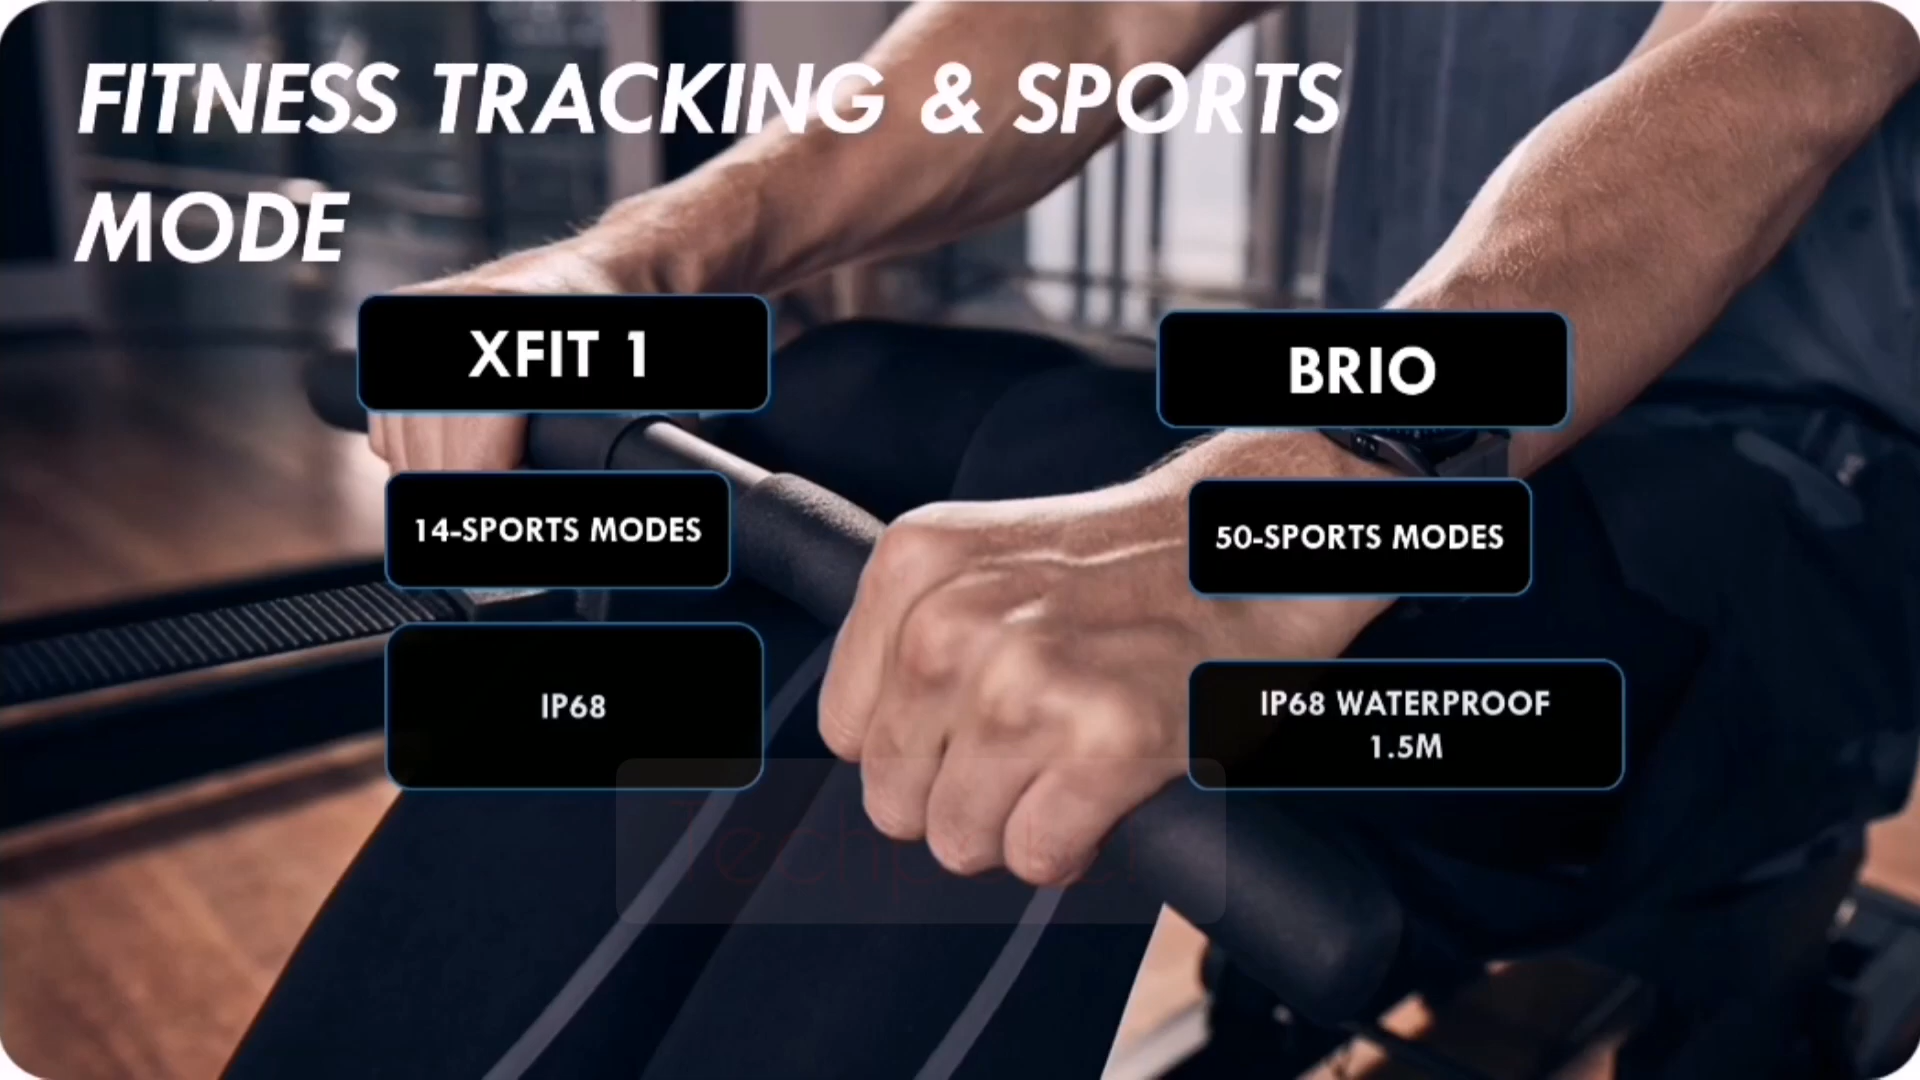 FITNESS TRACKING & SPORTS
MODE
XFIT 1
BRIO
14-SPORTS MODES
50-SPORTS MODES
IP68
IP68 WATERPROOF
1.5M